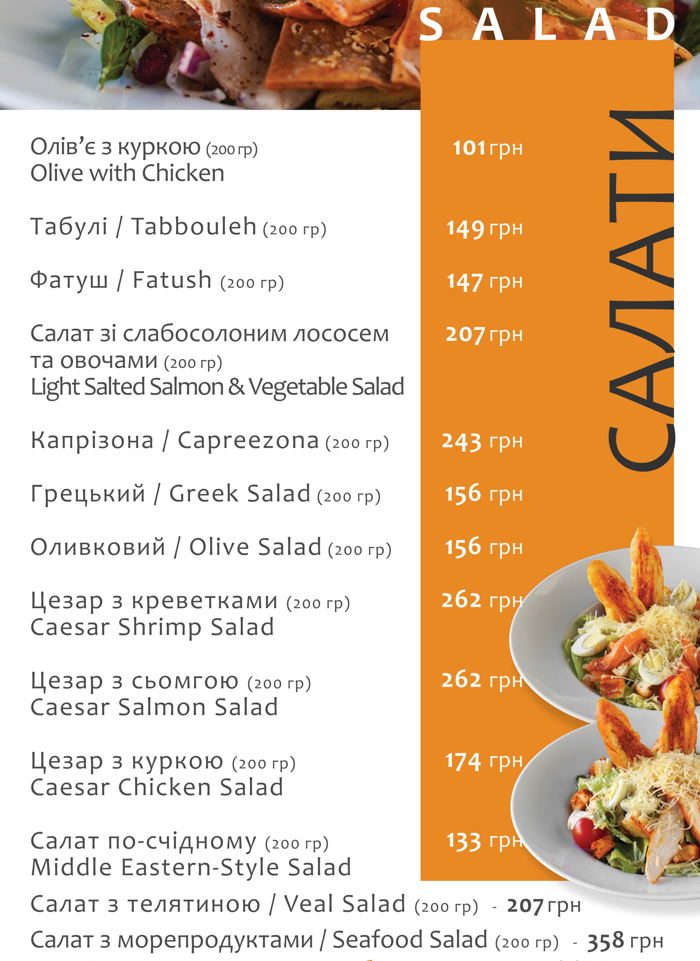 SALAD
САЛАТИ
Олів’є з куркою (200 гр) 101 грн
Olive with Chicken
Табулі / Tabbouleh (200 гр) 149 грн
Фатуш / Fatush (200 гр) 147 грн
Салат зі слабосолоним лососем 207 грн
та овочами (200 гр)
Light Salted Salmon & Vegetable Salad
Капрізона / Capreezona (200 гр) 243 грн
Грецький / Greek Salad (200 гр) 156 грн
Оливковий / Olive Salad (200 гр) 156 грн
Цезар з креветками (200 гр) 262 грн
Caesar Shrimp Salad
Цезар з сьомгою (200 гр) 262 грн
Caesar Salmon Salad
Цезар з куркою (200 гр) 174 грн
Caesar Chicken Salad
Салат по-східному (200 гр) 133 грн
Middle Eastern-Style Salad
Салат з телятиною / Veal Salad (200 гр) - 207 грн
Салат з морепродуктами / Seafood Salad (200 гр) - 358 грн